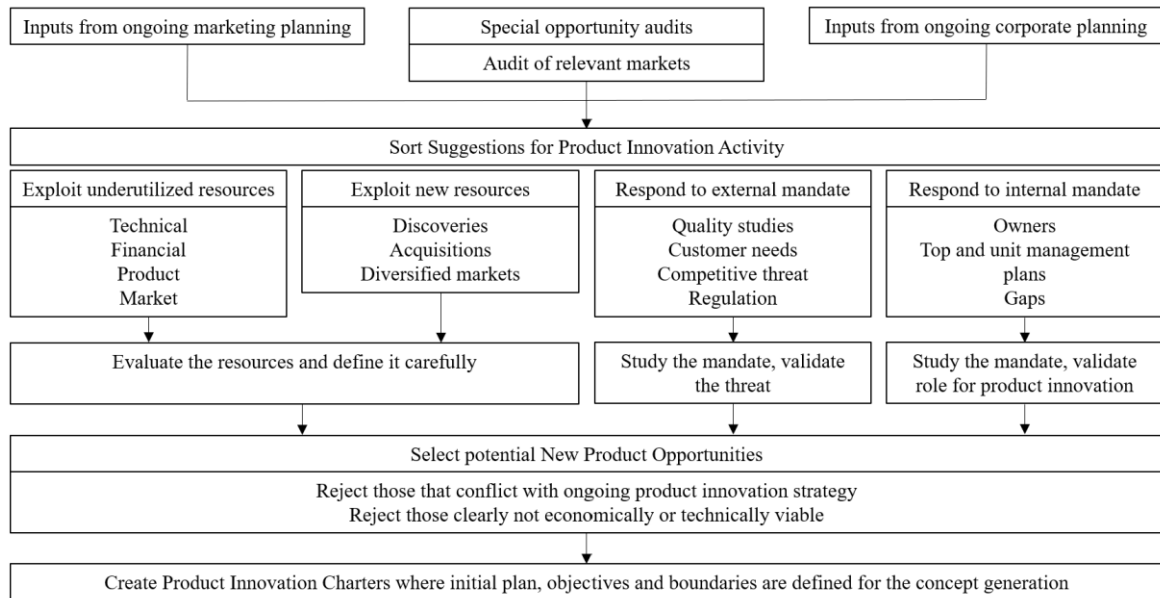 Inputs from ongoing marketing planning
Special opportunity audits
Audit of relevant markets
Inputs from ongoing corporate planning
Sort Suggestions for Product Innovation Activity
Exploit underutilized resources
Technical
Financial
Product
Market
Exploit new resources
Discoveries
Acquisitions
Diversified markets
Respond to external mandate
Quality studies
Customer needs
Competitive threat
Regulation
Respond to internal mandate
Owners
Top and unit management
plans
Gaps
Evaluate the resources and define it carefully
Study the mandate, validate
the threat
Study the mandate, validate
role for product innovation
Select potential New Product Opportunities
Reject those that conflict with ongoing product innovation strategy
Reject those clearly not economically or technically viable
Create Product Innovation Charters where initial plan, objectives and boundaries are defined for the concept generation